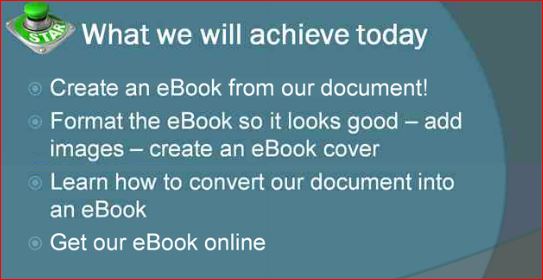 START
What we will achieve today
Create an eBook from our document!
Format the eBook so it looks good – add
images – create an eBook cover
Learn how to convert our document into
an eBook
Get our eBook online